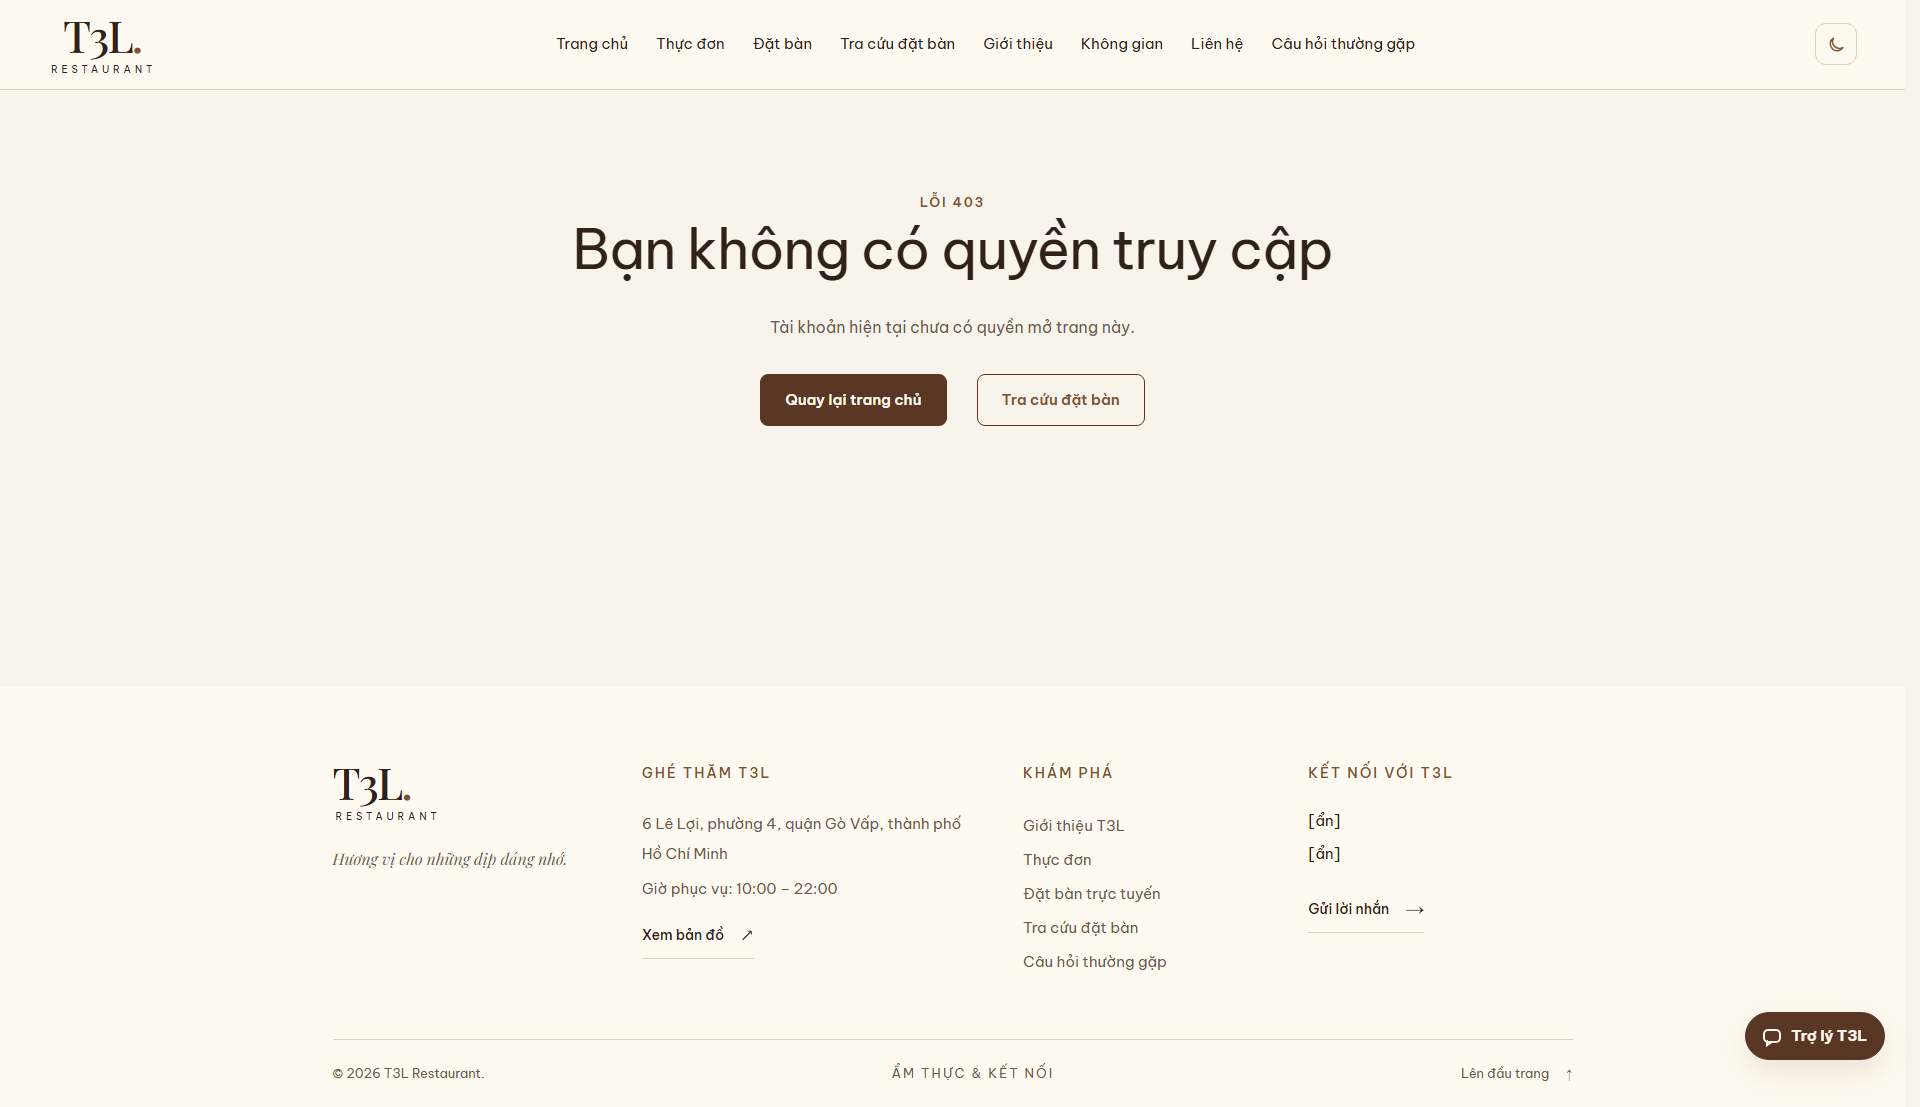 T3L.
RESTAURANT
Trang chủ
Thực đơn
Đặt bàn
Tra cứu đặt bàn
Giới thiệu
Không gian
Liên hệ
Câu hỏi thường gặp
LỖI 403
Bạn không có quyền truy cập
Tài khoản hiện tại chưa có quyền mở trang này.
Quay lại trang chủ
Tra cứu đặt bàn
T3L.
RESTAURANT
Hương vị cho những dịp đáng nhớ.
GHÉ THĂM T3L
6 Lê Lợi, phường 4, quận Gò Vấp, thành phố
Hồ Chí Minh
Giờ phục vụ: 10:00 – 22:00
Xem bản đồ ↗
KHÁM PHÁ
Giới thiệu T3L
Thực đơn
Đặt bàn trực tuyến
Tra cứu đặt bàn
Câu hỏi thường gặp
KẾT NỐI VỚI T3L
[ẩn]
[ẩn]
Gửi lời nhắn →
Trợ lý T3L
© 2026 T3L Restaurant.
ẨM THỰC & KẾT NỐI
Lên đầu trang ↑